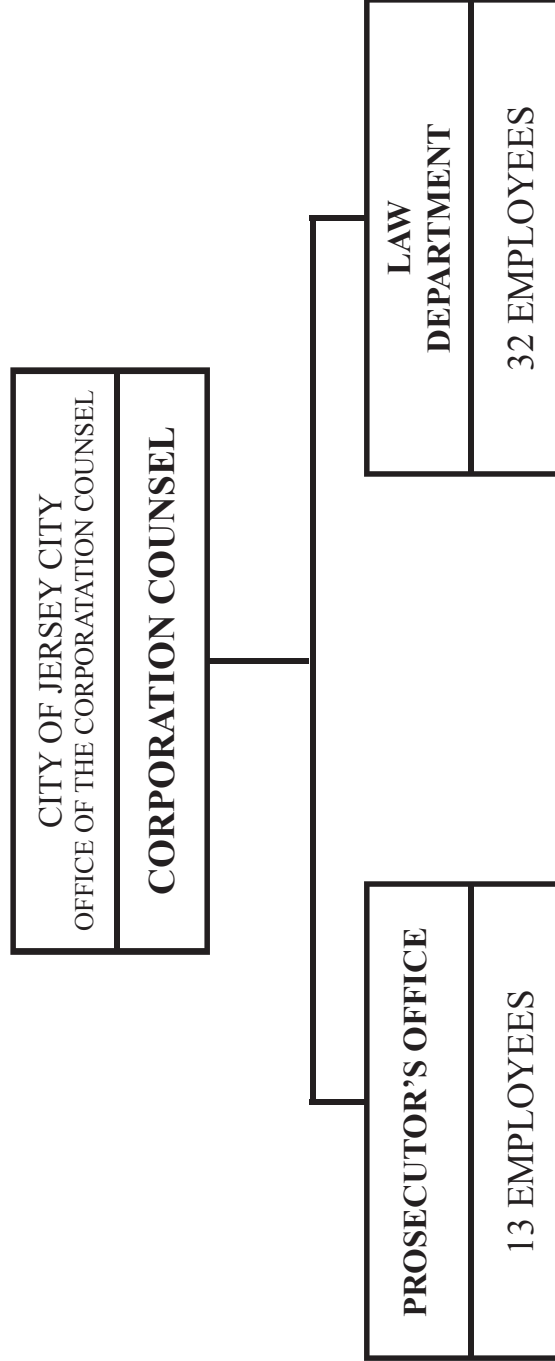 CITY OF JERSEY CITY
OFFICE OF THE CORPORATATION COUNSEL
CORPORATION COUNSEL
PROSECUTOR’S OFFICE
13 EMPLOYEES
LAW
DEPARTMENT
32 EMPLOYEES